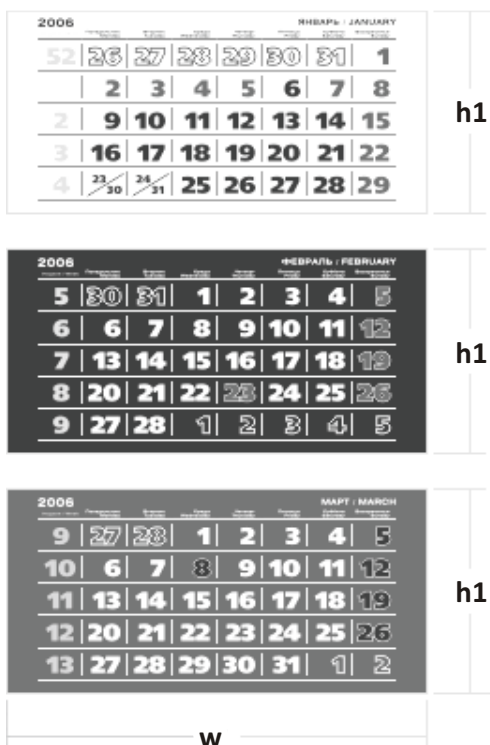 2006 ЯНВАРЬ / JANUARY
52 26 27 28 29 30 31 1
2 3 4 5 6 7 8
2 9 10 11 12 13 14 15
3 16 17 18 19 20 21 22
4 23/30 24/31 25 26 27 28 29
h1
2006 ФЕВРАЛЬ / FEBRUARY
5 30 31 1 2 3 4 5
6 6 7 8 9 10 11 12
7 13 14 15 16 17 18 19
8 20 21 22 23 24 25 26
9 27 28 1 2 3 4 5
h1
2006 МАРТ / MARCH
9 27 28 1 2 3 4 5
10 6 7 8 9 10 11 12
11 13 14 15 16 17 18 19
12 20 21 22 23 24 25 26
13 27 28 29 30 31 1 2
h1
w